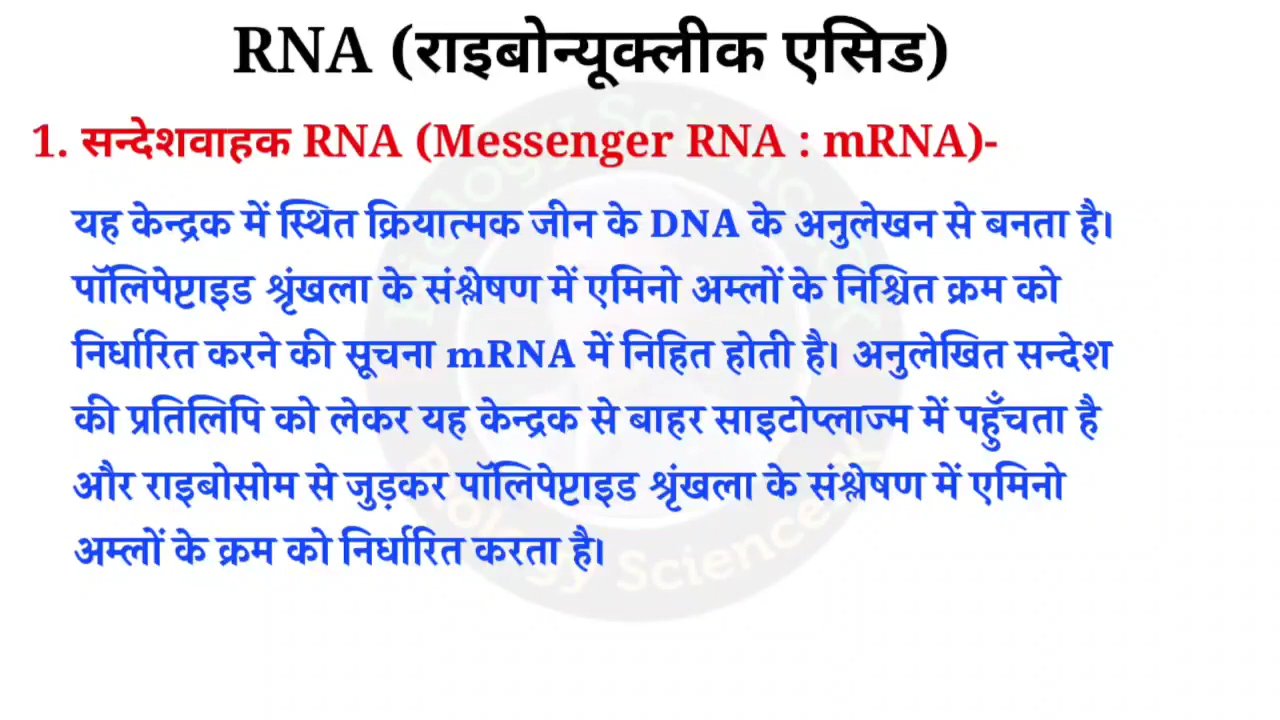 RNA (राइबोन्यूक्लीक एसिड)
1. सन्देशवाहक RNA (Messenger RNA : mRNA)-
यह केन्द्रक में स्थित क्रियात्मक जीन के DNA के अनुलेखन से बनता है।
पॉलिपेप्टाइड श्रृंखला के संश्लेषण में एमिनो अम्लों के निश्चित क्रम को
निर्धारित करने की सूचना mRNA में निहित होती है। अनुलेखित सन्देश
की प्रतिलिपि को लेकर यह केन्द्रक से बाहर साइटोप्लाज्म में पहुँचता है
और राइबोसोम से जुड़कर पॉलिपेप्टाइड श्रृंखला के संश्लेषण में एमिनो
अम्लों के क्रम को निर्धारित करता है।